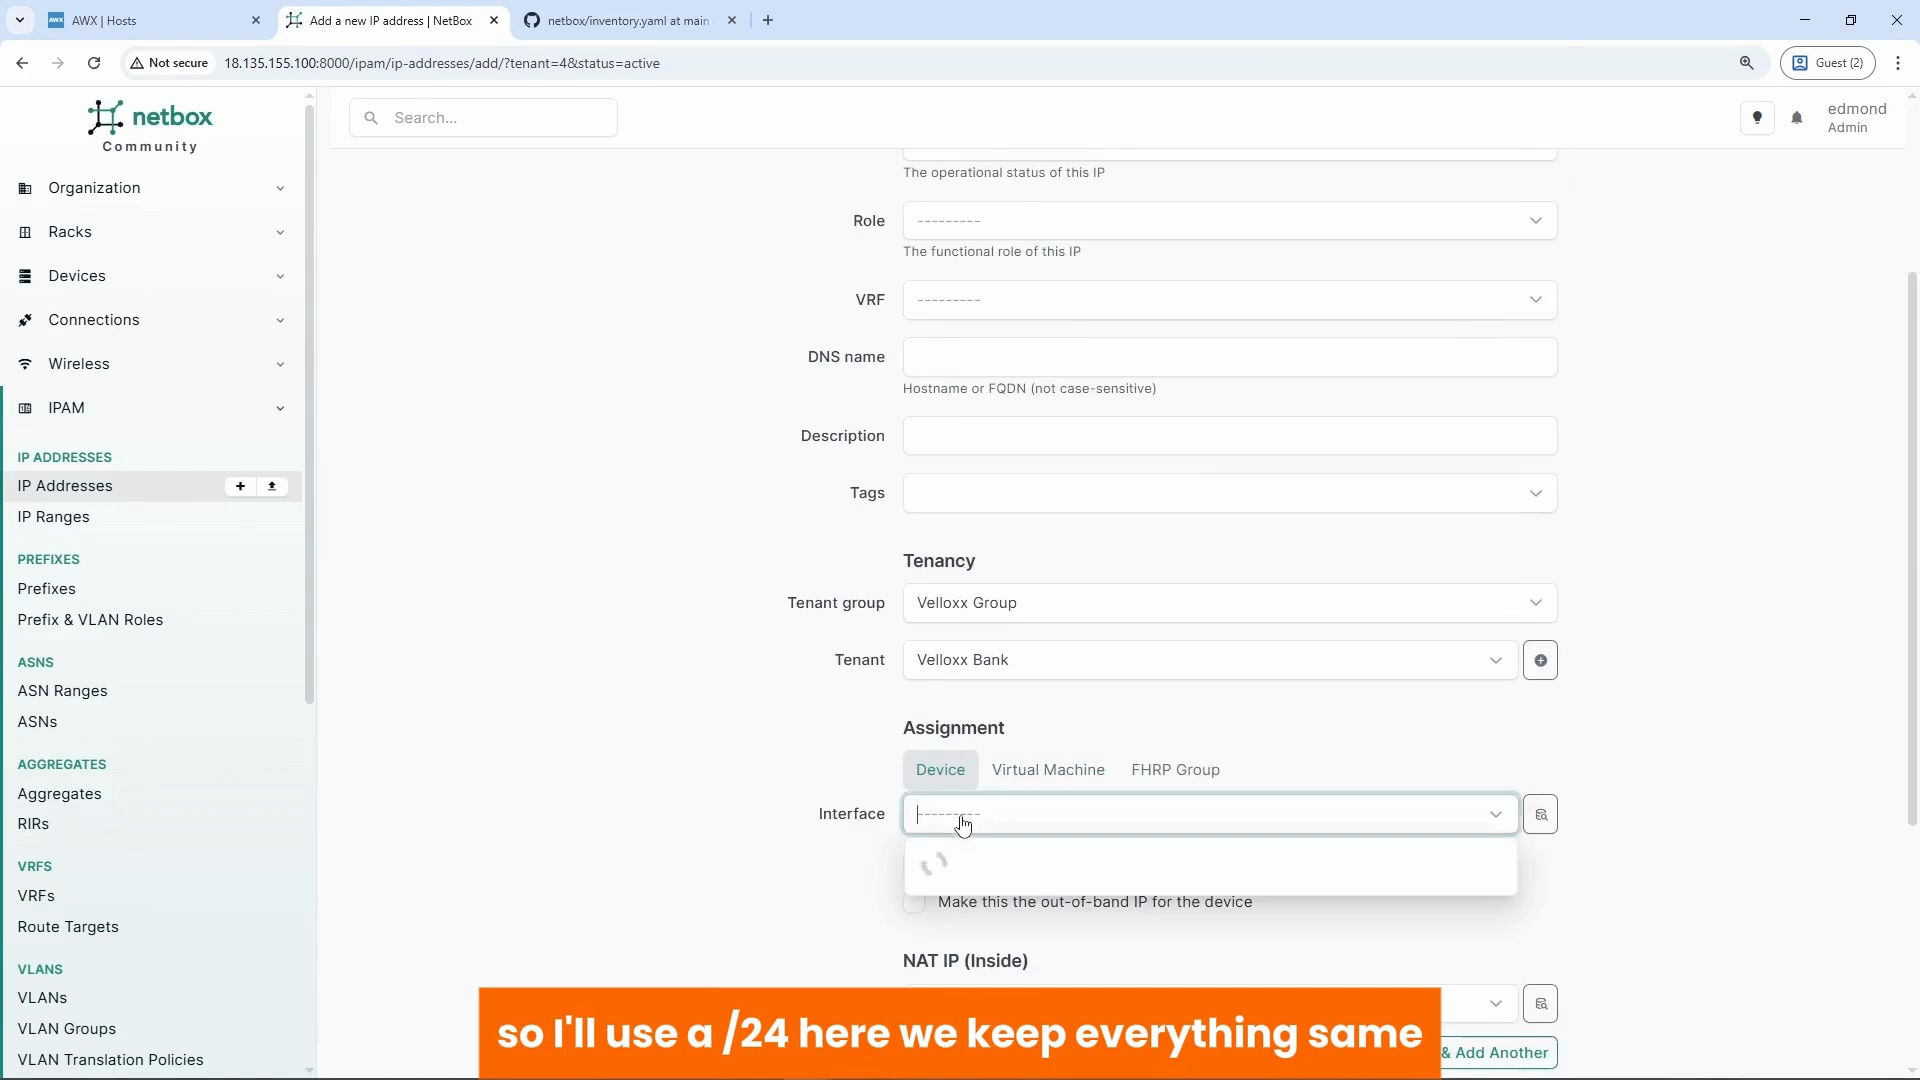 AWX | Hosts
Add a new IP address | NetBox
netbox/inventory.yaml at main
Not secure
18.135.155.100:8000/ipam/ip-addresses/add/?tenant=4&status=active
Guest (2)
netbox
Community
Search...
edmond
Admin
Organization
Racks
Devices
Connections
Wireless
IPAM
IP ADDRESSES
IP Addresses
IP Ranges
PREFIXES
Prefixes
Prefix & VLAN Roles
ASNS
ASN Ranges
ASNs
AGGREGATES
Aggregates
RIRs
VRFS
VRFs
Route Targets
VLANS
VLANs
VLAN Groups
VLAN Translation Policies
The operational status of this IP
Role
---------
The functional role of this IP
VRF
---------
DNS name
Hostname or FQDN (not case-sensitive)
Description
Tags
Tenancy
Tenant group
Velloxx Group
Tenant
Velloxx Bank
Assignment
Device
Virtual Machine
FHRP Group
Interface
---------
Make this the out-of-band IP for the device
NAT IP (Inside)
& Add Another
so I'll use a /24 here we keep everything same